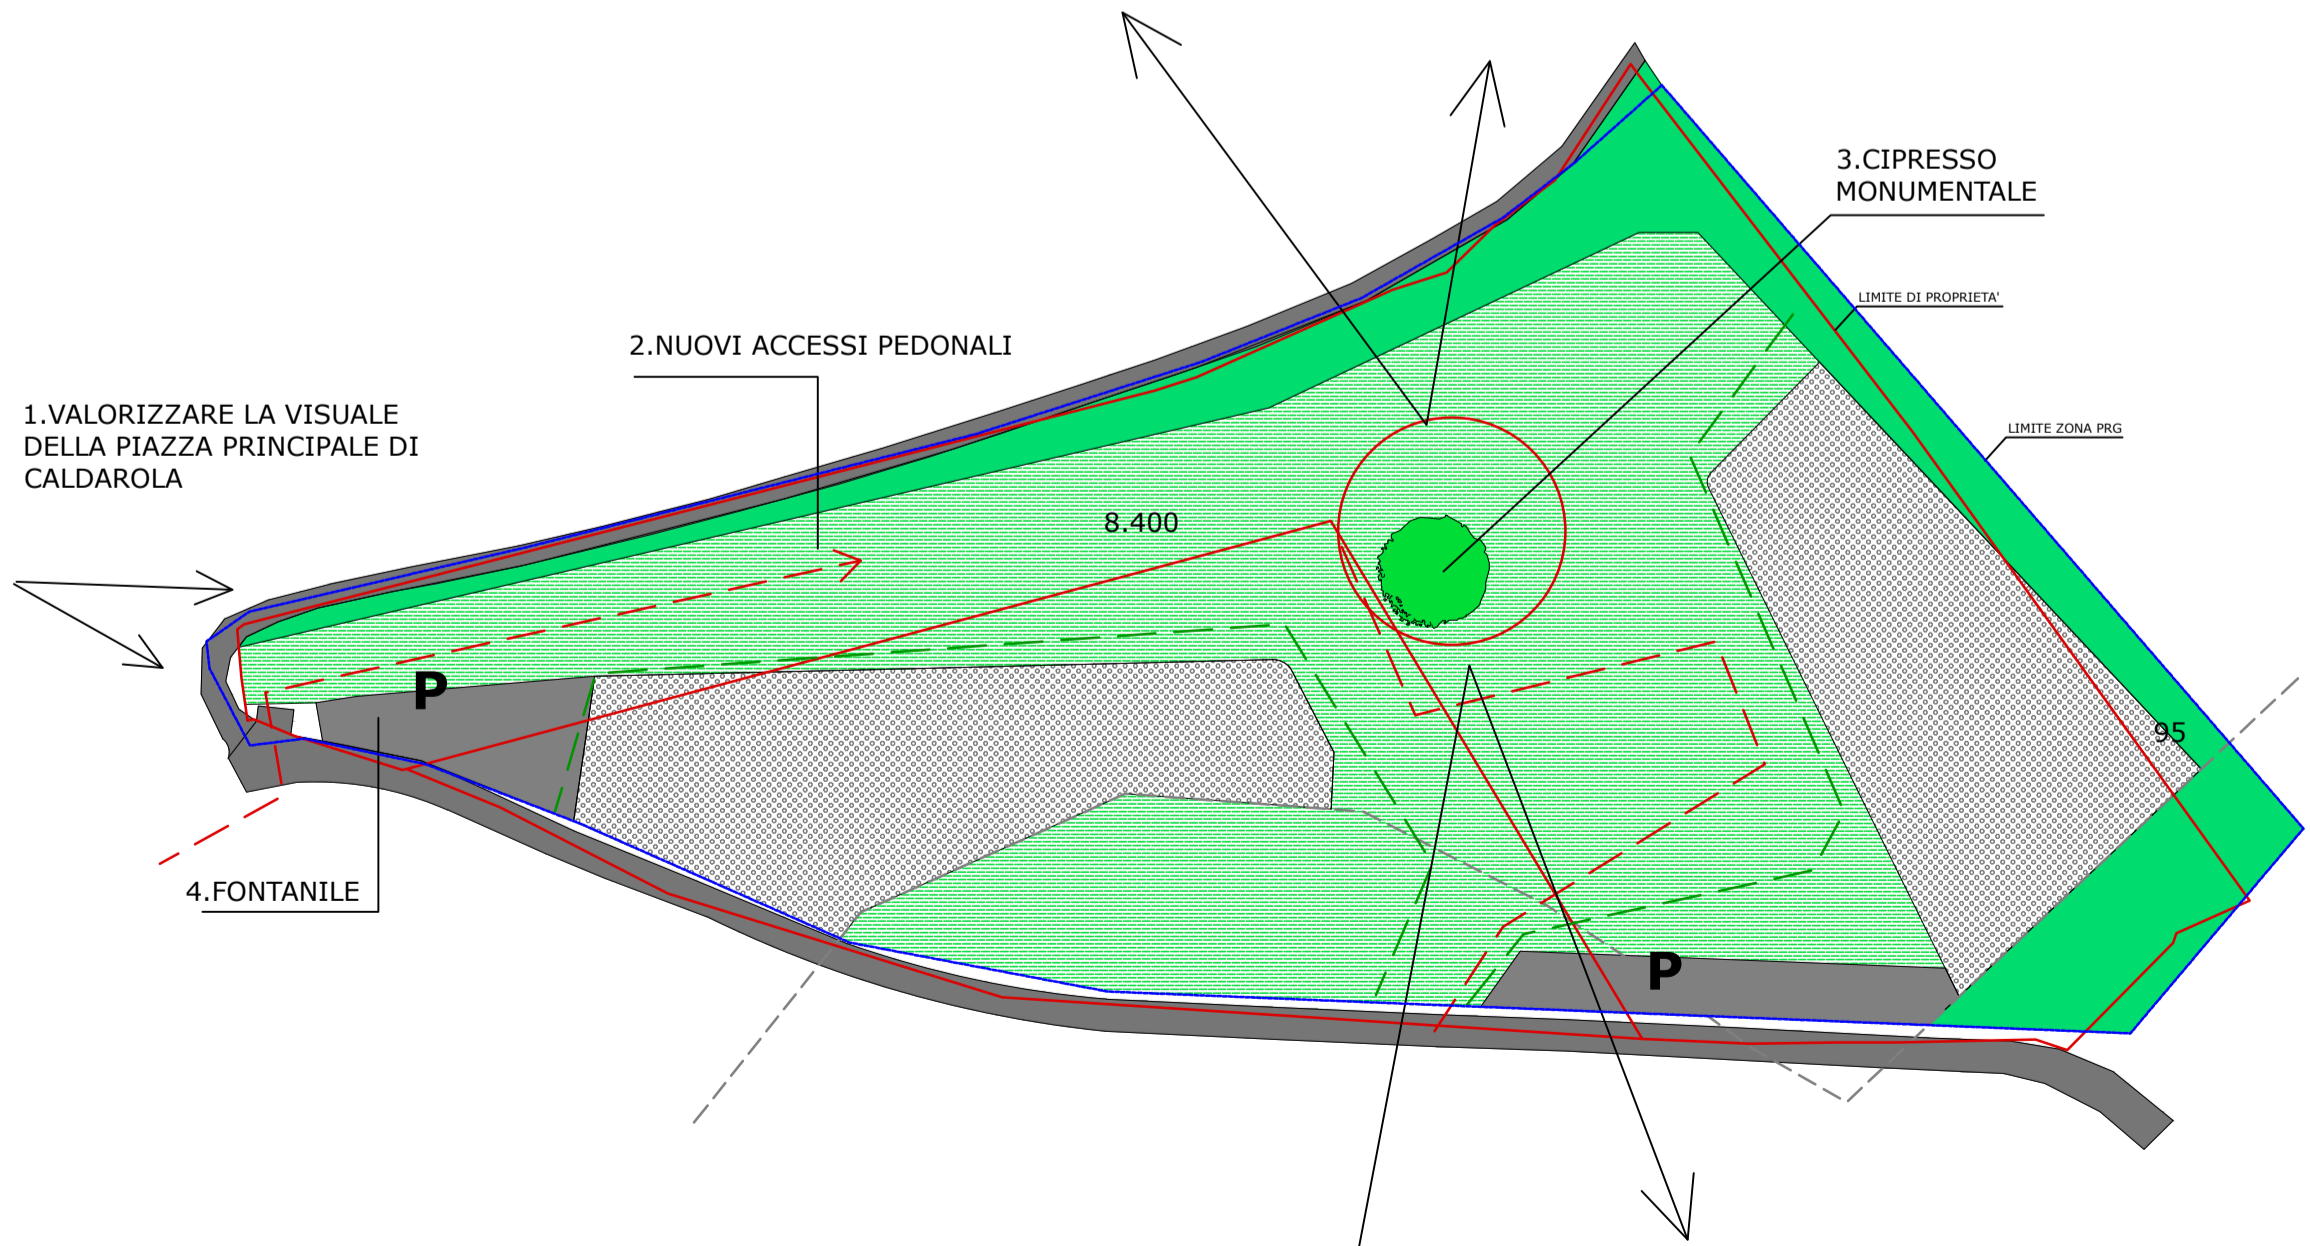 3.CIPRESSO
MONUMENTALE
LIMITE DI PROPRIETA'
2.NUOVI ACCESSI PEDONALI
1.VALORIZZARE LA VISUALE
DELLA PIAZZA PRINCIPALE DI
CALDAROLA
LIMITE ZONA PRG
8.400
P
95
4.FONTANILE
P